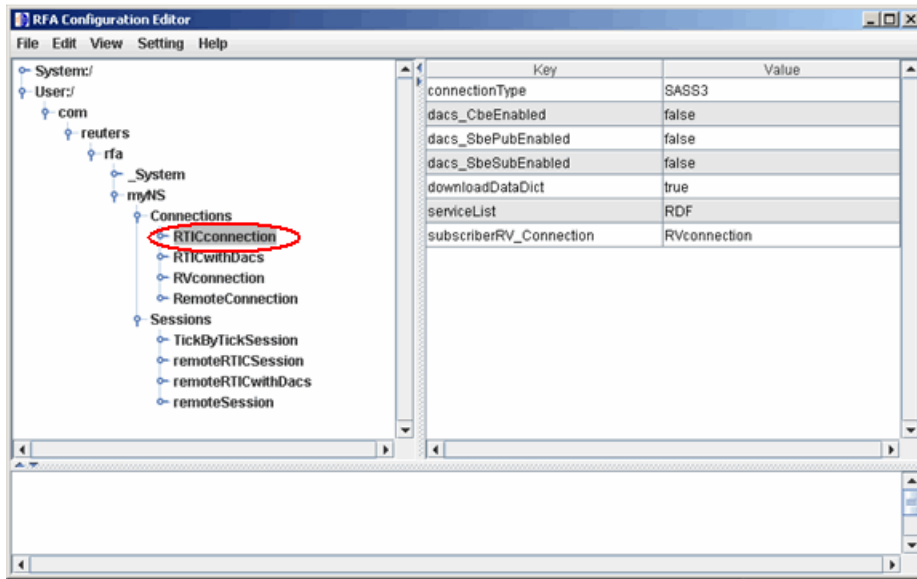 RFA Configuration Editor
File Edit View Setting Help
System:/
User:/
com
reuters
rfa
_System
myNS
Connections
RTICconnection
RTICwithDacs
RVconnection
RemoteConnection
Sessions
TickByTickSession
remoteRTICSession
remoteRTICwithDacs
remoteSession
Key Value
connectionType SASS3
dacs_CbeEnabled false
dacs_SbePubEnabled false
dacs_SbeSubEnabled false
downloadDataDict true
serviceList RDF
subscriberRV_Connection RVconnection